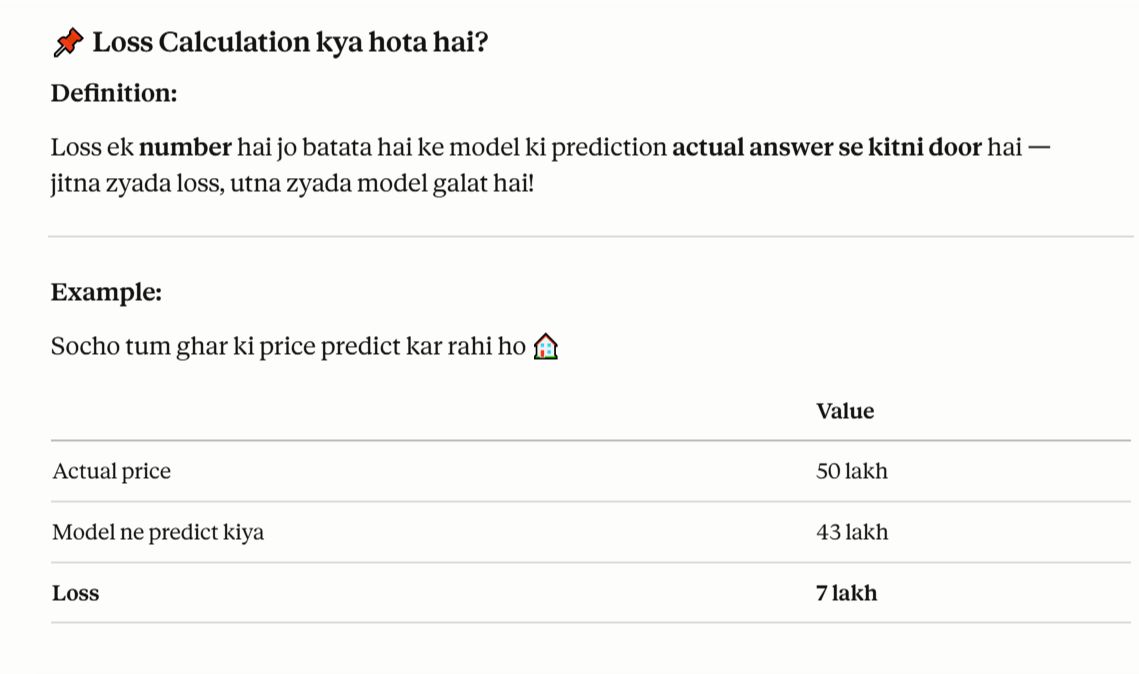 📌 Loss Calculation kya hota hai?
Definition:
Loss ek number hai jo batata hai ke model ki prediction actual answer se kitni door hai —
jitna zyada loss, utna zyada model galat hai!
Example:
Socho tum ghar ki price predict kar rahi ho 🏠
Value
Actual price 50 lakh
Model ne predict kiya 43 lakh
Loss 7 lakh